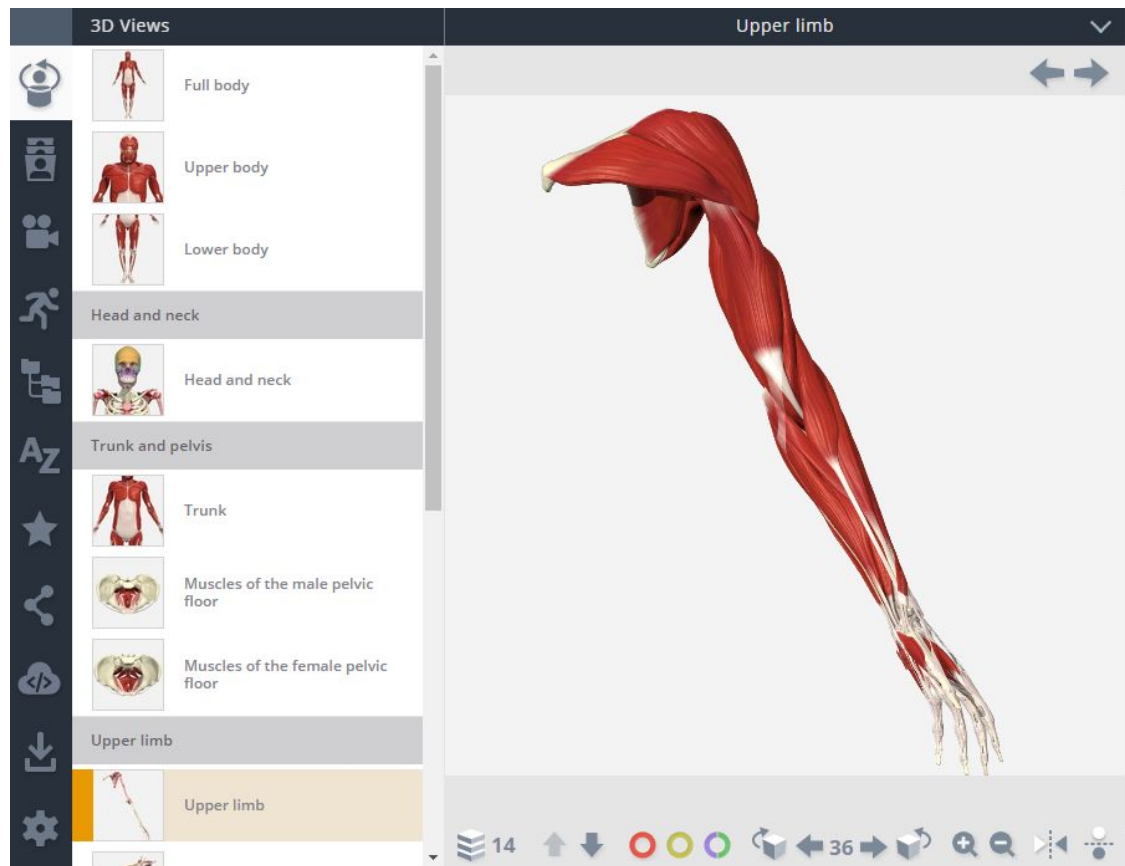 3D Views
Upper limb
Full body
Upper body
Lower body
Head and neck
Head and neck
Trunk and pelvis
Trunk
Muscles of the male pelvic
floor
Muscles of the female pelvic
floor
Upper limb
Upper limb
AZ
14
36